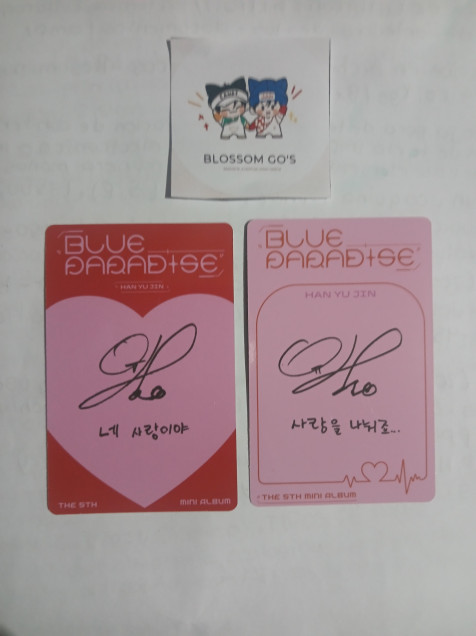 BLOSSOM GO'S
BLUE
PARADISE
HAN YU JIN
네 사랑이야
THE 5TH MINI ALBUM
BLUE
PARADISE
HAN YU JIN
사랑을 나눠조...
THE 5TH MINI ALBUM